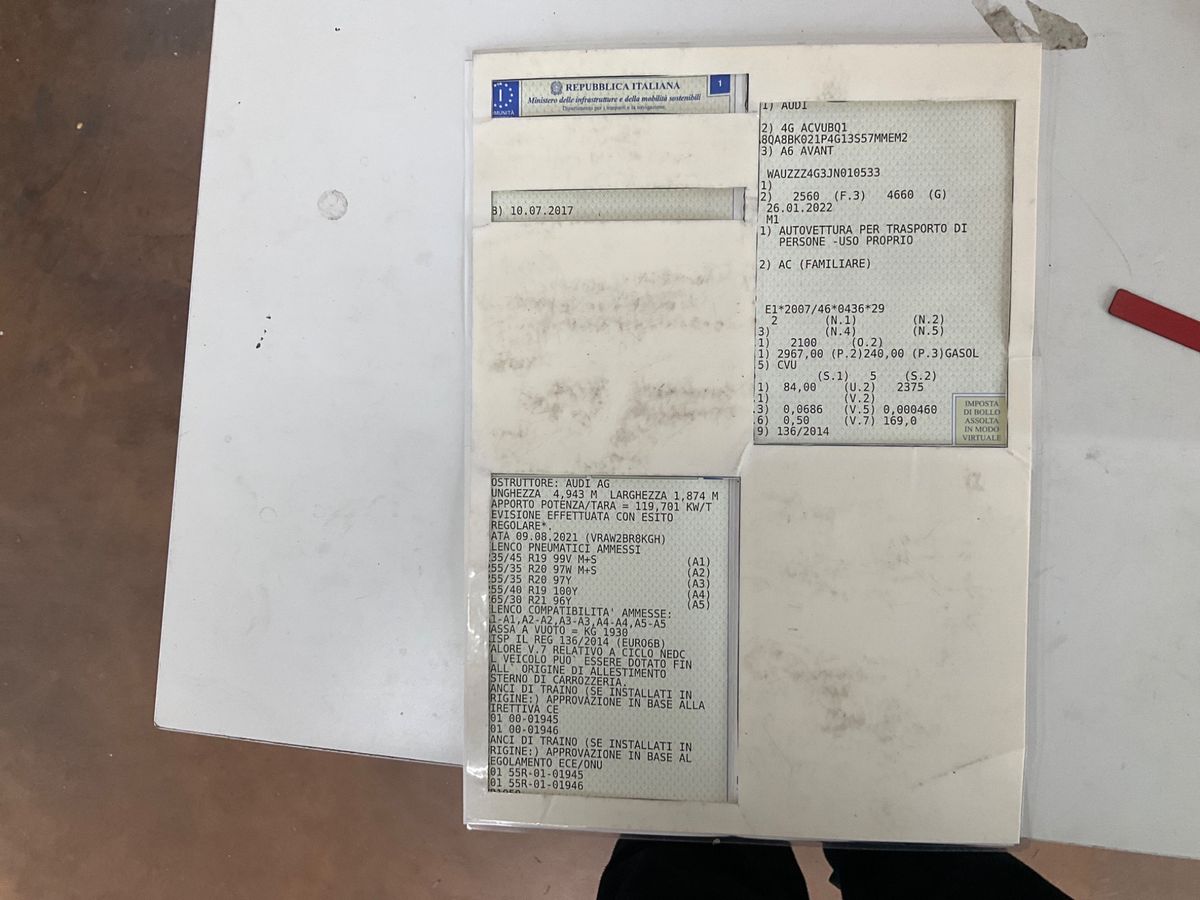 I
MUNITÀ
REPUBBLICA ITALIANA
Ministero delle infrastrutture e della mobilità sostenibili
Dipartimento per i trasporti e la navigazione
1
B) 10.07.2017
1) AUDI
2) 4G ACVUBQ1
8QA8BK021P4G13S57MMEM2
3) A6 AVANT
WAUZZZ4G3JN010533
1)
2) 2560 (F.3) 4660 (G)
26.01.2022
M1
1) AUTOVETTURA PER TRASPORTO DI
PERSONE -USO PROPRIO
2) AC (FAMILIARE)
E1*2007/46*0436*29
2 (N.1) (N.2)
3) (N.4) (N.5)
1) 2100 (O.2)
1) 2967,00 (P.2)240,00 (P.3)GASOL
5) CVU
(S.1) 5 (S.2)
1) 84,00 (U.2) 2375
.1) (V.2)
.3) 0,0686 (V.5) 0,000460
.6) 0,50 (V.7) 169,0
9) 136/2014
IMPOSTA
DI BOLLO
ASSOLTA
IN MODO
VIRTUALE
OSTRUTTORE: AUDI AG
UNGHEZZA 4,943 M LARGHEZZA 1,874 M
APPORTO POTENZA/TARA = 119,701 KW/T
EVISIONE EFFETTUATA CON ESITO
REGOLARE*.
ATA 09.08.2021 (VRAW2BR8KGH)
LENCO PNEUMATICI AMMESSI
35/45 R19 99V M+S (A1)
55/35 R20 97W M+S (A2)
55/35 R20 97Y (A3)
55/40 R19 100Y (A4)
65/30 R21 96Y (A5)
LENCO COMPATIBILITA' AMMESSE:
1-A1,A2-A2,A3-A3,A4-A4,A5-A5
ASSA A VUOTO = KG 1930
ISP IL REG 136/2014 (EURO6B)
ALORE V.7 RELATIVO A CICLO NEDC
L VEICOLO PUO' ESSERE DOTATO FIN
ALL' ORIGINE DI ALLESTIMENTO
STERNO DI CARROZZERIA.
ANCI DI TRAINO (SE INSTALLATI IN
RIGINE:) APPROVAZIONE IN BASE ALLA
IRETTIVA CE
01 00-01945
01 00-01946
ANCI DI TRAINO (SE INSTALLATI IN
RIGINE:) APPROVAZIONE IN BASE AL
EGOLAMENTO ECE/ONU
01 55R-01-01945
01 55R-01-01946